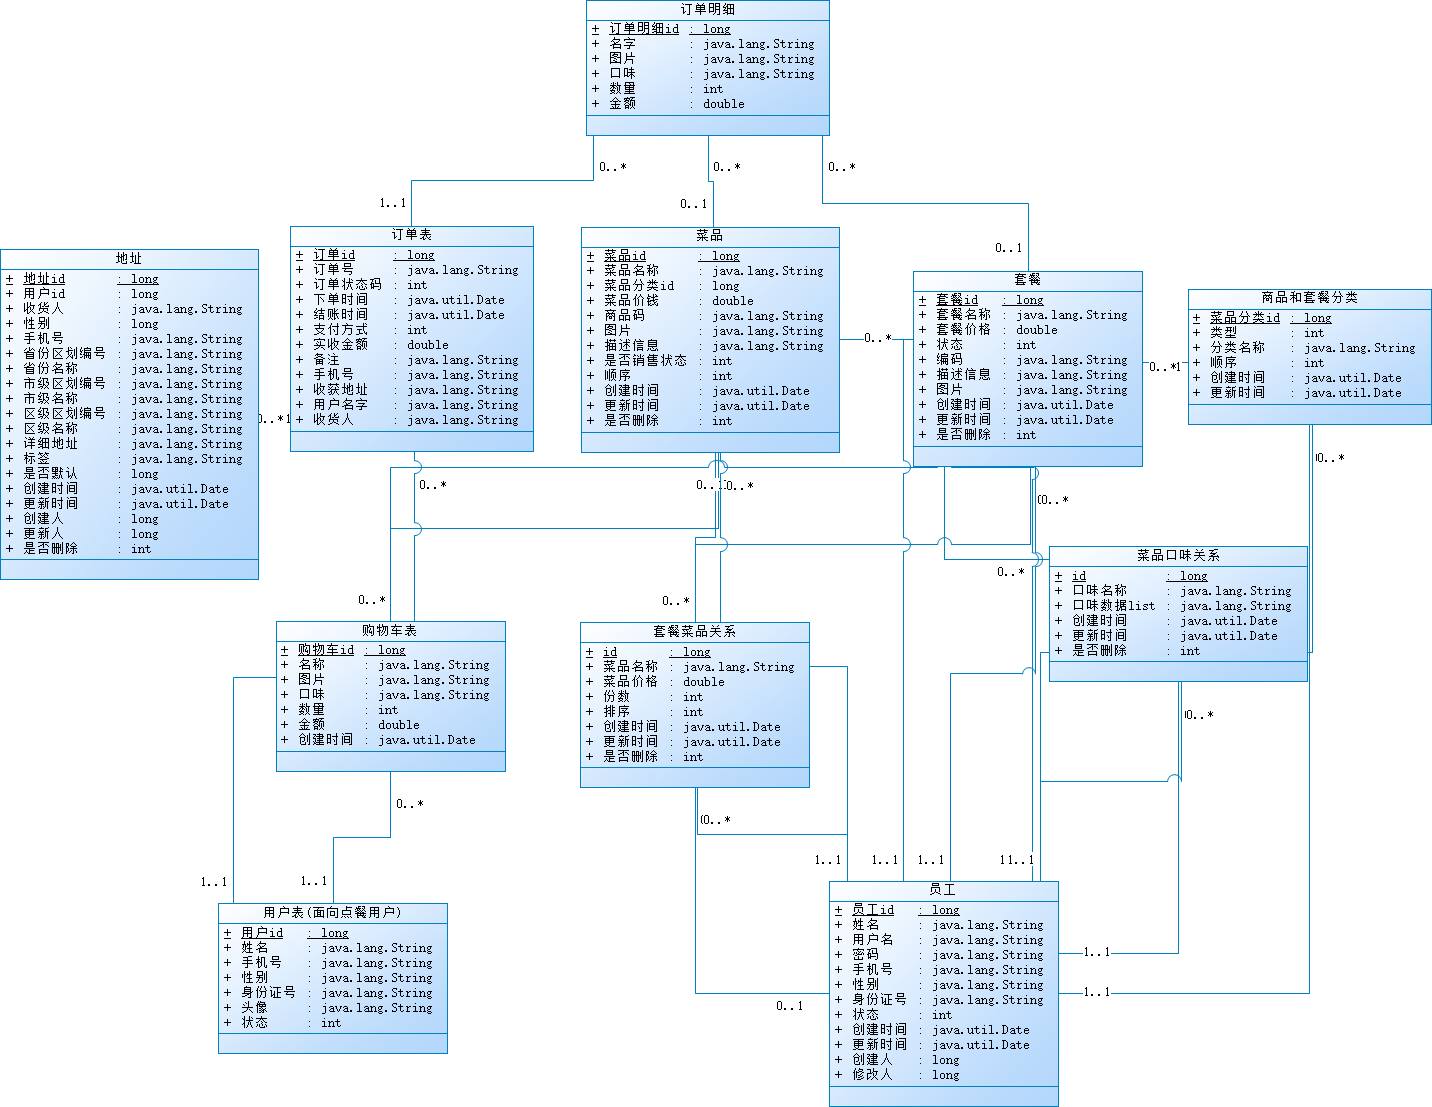 订单明细
+ 订单明细id : long
+ 名字 : java.lang.String
+ 图片 : java.lang.String
+ 口味 : java.lang.String
+ 数量 : int
+ 金额 : double
0..*
0..*
0..*
1..1
0..1
0..1
地址
+ 地址id : long
+ 用户id : long
+ 收货人 : java.lang.String
+ 性别 : long
+ 手机号 : java.lang.String
+ 省份区划编号 : java.lang.String
+ 省份名称 : java.lang.String
+ 市级区划编号 : java.lang.String
+ 市级名称 : java.lang.String
+ 区级区划编号 : java.lang.String
+ 区级名称 : java.lang.String
+ 详细地址 : java.lang.String
+ 标签 : java.lang.String
+ 是否默认 : long
+ 创建时间 : java.util.Date
+ 更新时间 : java.util.Date
+ 创建人 : long
+ 更新人 : long
+ 是否删除 : int
0..*1
订单表
+ 订单id : long
+ 订单号 : java.lang.String
+ 订单状态码 : int
+ 下单时间 : java.util.Date
+ 结账时间 : java.util.Date
+ 支付方式 : int
+ 实收金额 : double
+ 备注 : java.lang.String
+ 手机号 : java.lang.String
+ 收获地址 : java.lang.String
+ 用户名字 : java.lang.String
+ 收货人 : java.lang.String
菜品
+ 菜品id : long
+ 菜品名称 : java.lang.String
+ 菜品分类id : long
+ 菜品价钱 : double
+ 商品码 : java.lang.String
+ 图片 : java.lang.String
+ 描述信息 : java.lang.String
+ 是否销售状态 : int
+ 顺序 : int
+ 创建时间 : java.util.Date
+ 更新时间 : java.util.Date
+ 是否删除 : int
0..*
套餐
+ 套餐id : long
+ 套餐名称 : java.lang.String
+ 套餐价格 : double
+ 状态 : int
+ 编码 : java.lang.String
+ 描述信息 : java.lang.String
+ 图片 : java.lang.String
+ 创建时间 : java.util.Date
+ 更新时间 : java.util.Date
+ 是否删除 : int
0..*1
商品和套餐分类
+ 菜品分类id : long
+ 类型 : int
+ 分类名称 : java.lang.String
+ 顺序 : int
+ 创建时间 : java.util.Date
+ 更新时间 : java.util.Date
0..*
0..*
0..*
0..*
0..*
0..*
0..*
菜品口味关系
+ id : long
+ 口味名称 : java.lang.String
+ 口味数据list : java.lang.String
+ 创建时间 : java.util.Date
+ 更新时间 : java.util.Date
+ 是否删除 : int
0..*
购物车表
+ 购物车id : long
+ 名称 : java.lang.String
+ 图片 : java.lang.String
+ 口味 : java.lang.String
+ 数量 : int
+ 金额 : double
+ 创建时间 : java.util.Date
套餐菜品关系
+ id : long
+ 菜品名称 : java.lang.String
+ 菜品价格 : double
+ 份数 : int
+ 排序 : int
+ 创建时间 : java.util.Date
+ 更新时间 : java.util.Date
+ 是否删除 : int
0..*
0..*
1..1
1..1
1..1
1..1
1..1
11..1
用户表(面向点餐用户)
+ 用户id : long
+ 姓名 : java.lang.String
+ 手机号 : java.lang.String
+ 性别 : java.lang.String
+ 身份证号 : java.lang.String
+ 头像 : java.lang.String
+ 状态 : int
员工
+ 员工id : long
+ 姓名 : java.lang.String
+ 用户名 : java.lang.String
+ 密码 : java.lang.String
+ 手机号 : java.lang.String
+ 性别 : java.lang.String
+ 身份证号 : java.lang.String
+ 状态 : int
+ 创建时间 : java.util.Date
+ 更新时间 : java.util.Date
+ 创建人 : long
+ 修改人 : long
1..1
1..1
0..1